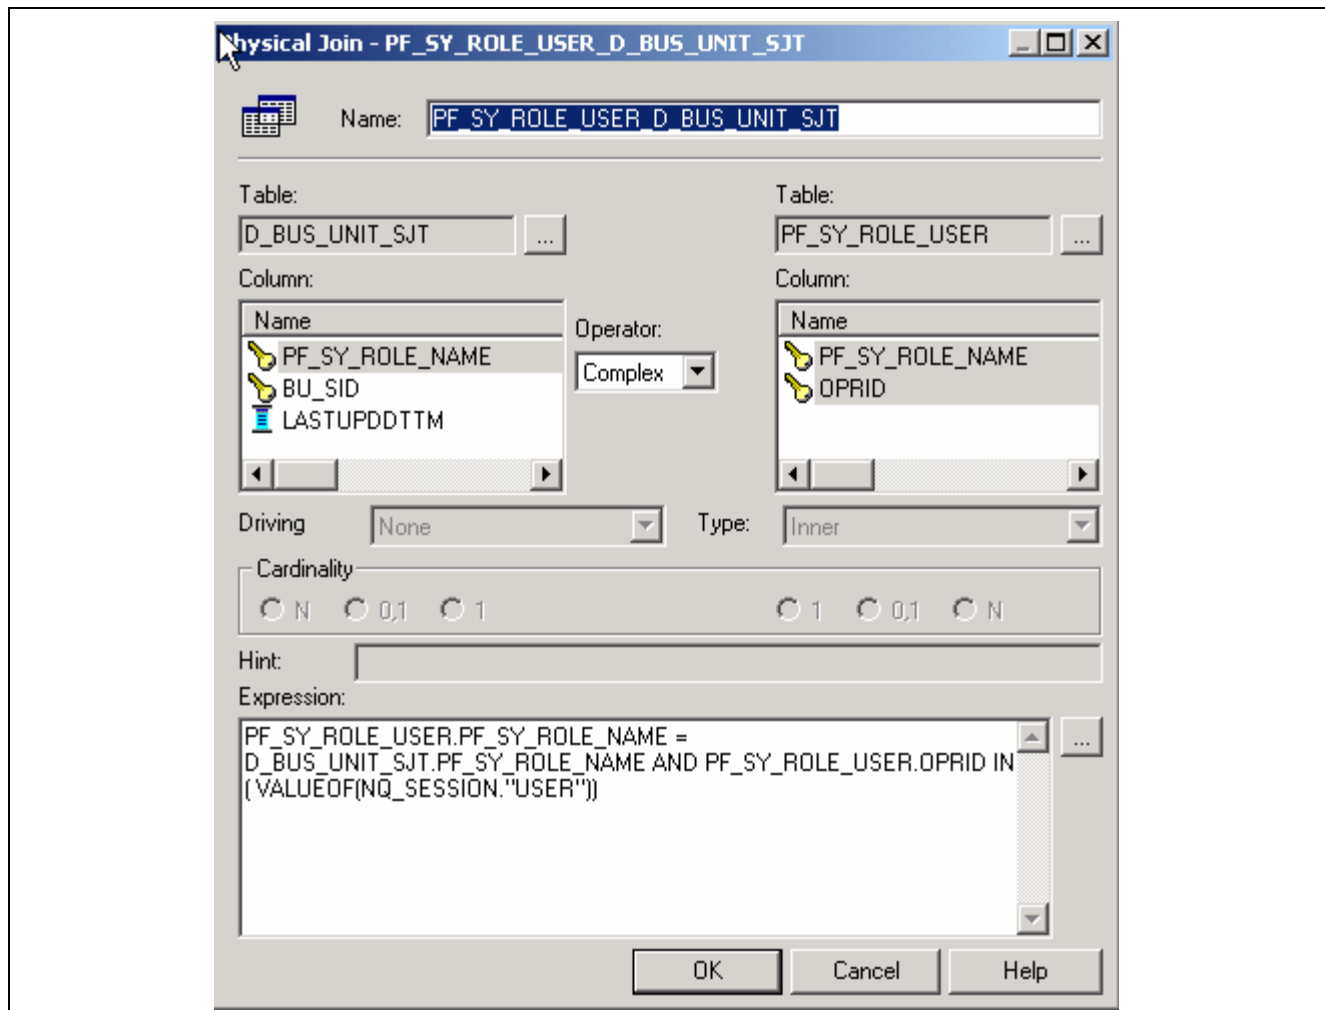 Physical Join - PF_SY_ROLE_USER_D_BUS_UNIT_SJT
Name: PF_SY_ROLE_USER_D_BUS_UNIT_SJT
Table: Table:
D_BUS_UNIT_SJT ... PF_SY_ROLE_USER ...
Column: Column:
Name Operator: Name
PF_SY_ROLE_NAME PF_SY_ROLE_NAME
BU_SID Complex OPRID
LASTUPDDTTM
Driving None Type: Inner
Cardinality
N 0,1 1 1 0,1 N
Hint:
Expression:
PF_SY_ROLE_USER.PF_SY_ROLE_NAME =
D_BUS_UNIT_SJT.PF_SY_ROLE_NAME AND PF_SY_ROLE_USER.OPRID IN
( VALUEOF(NQ_SESSION."USER")) ...
OK Cancel Help